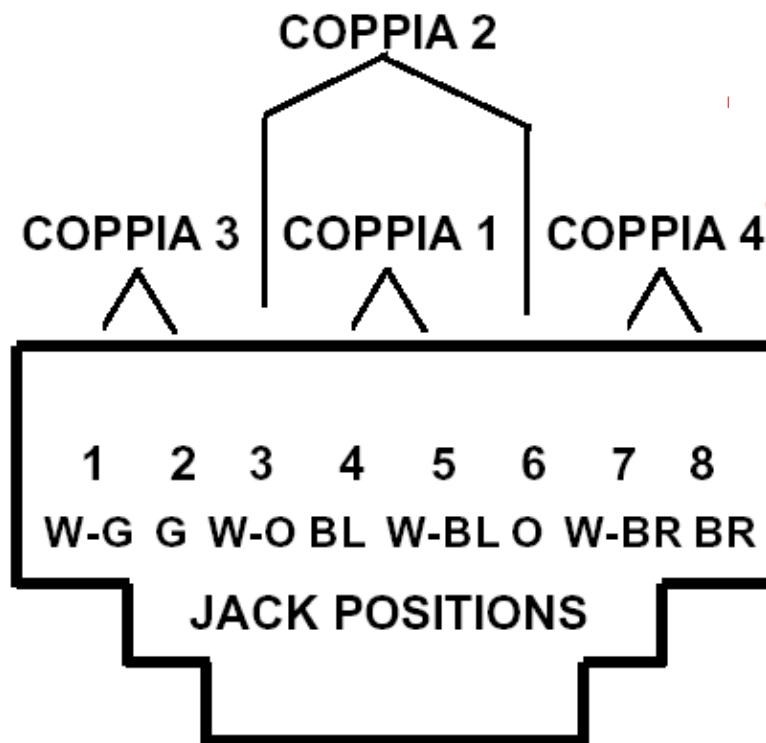 COPPIA 2
COPPIA 3 COPPIA 1 COPPIA 4
1 2 3 4 5 6 7 8
W-G G W-O BL W-BL O W-BR BR
JACK POSITIONS